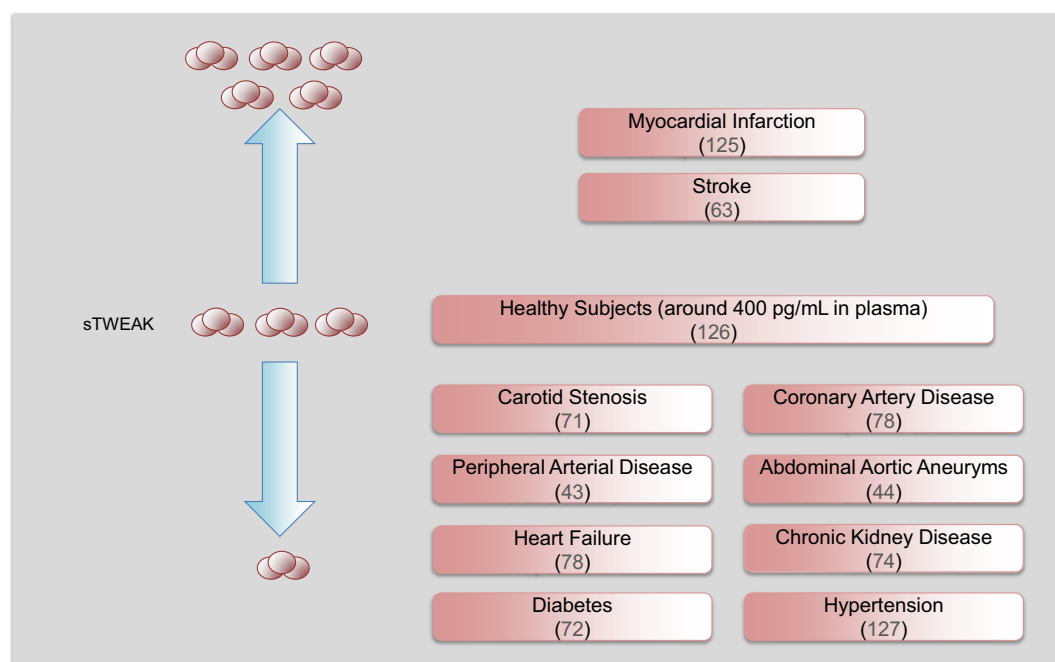 Myocardial Infarction
(125)
Stroke
(63)
sTWEAK
Healthy Subjects (around 400 pg/mL in plasma)
(126)
Carotid Stenosis
(71)
Coronary Artery Disease
(78)
Peripheral Arterial Disease
(43)
Abdominal Aortic Aneuryms
(44)
Heart Failure
(78)
Chronic Kidney Disease
(74)
Diabetes
(72)
Hypertension
(127)